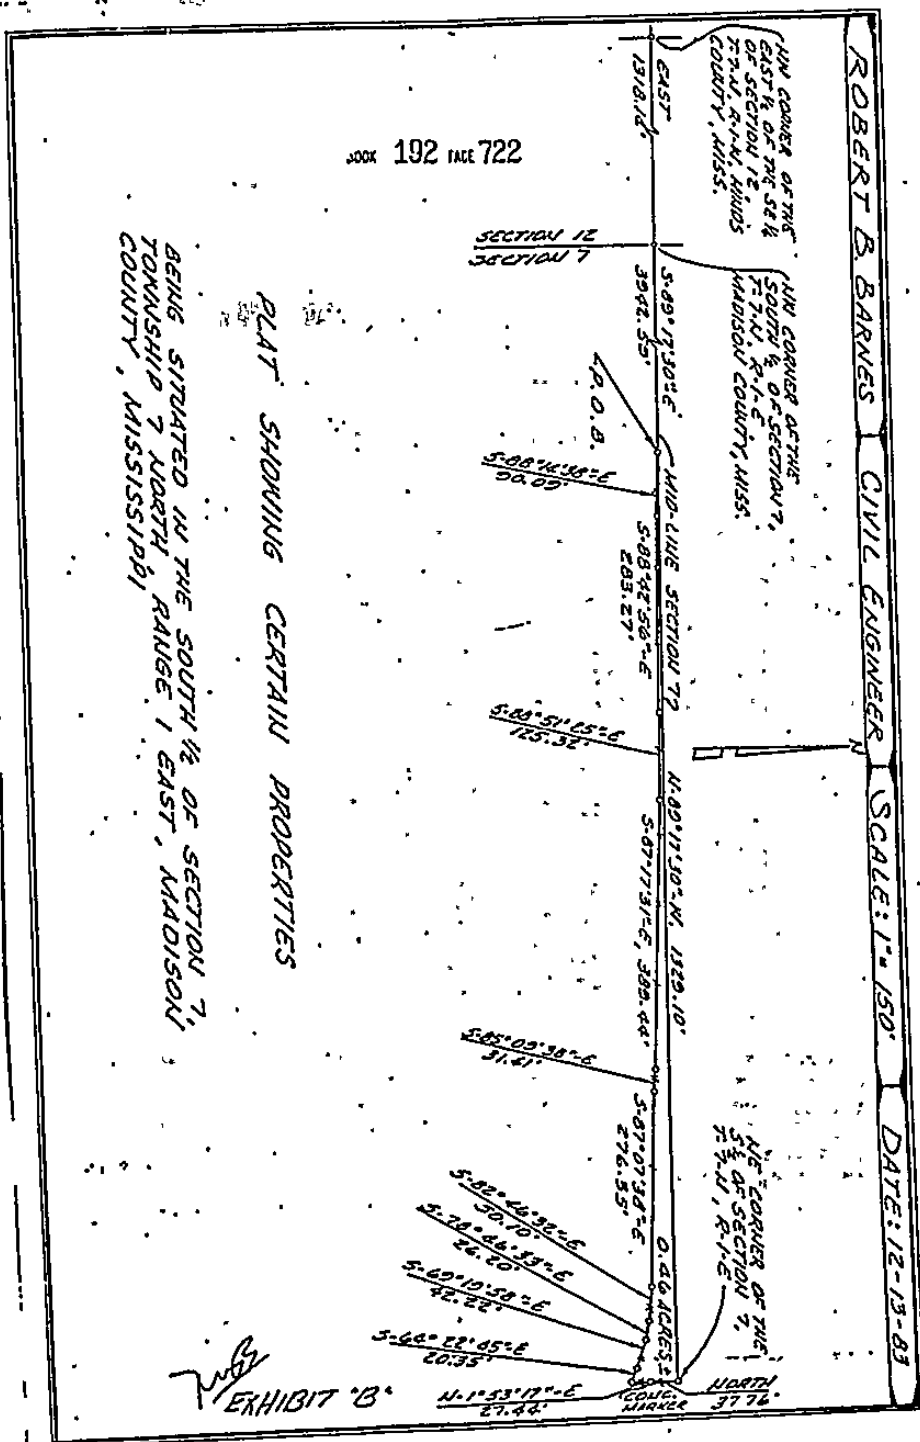 ROBERT B. BARNES CIVIL ENGINEER SCALE: 1"= 150' DATE: 12-13-83
BOOK 192 PAGE 722
NW CORNER OF THE
EAST ½ OF THE SE ¼
OF SECTION 12,
T-7-N, R-1-W, HINDS
COUNTY, MISS.
NW CORNER OF THE
SOUTH ½ OF SECTION 7,
T-7-N, R-1-E
MADISON COUNTY, MISS.
NE CORNER OF THE
S ½ OF SECTION 7,
T-7-N, R-1-E
EAST
1318.16'
SECTION 12
SECTION 7
S-89°17'30"-E
3942.59'
MID-LINE SECTION 7
N
P.O.B.
S-88°14'38"-E
90.09'
S-88°42'56"-E
283.27'
S-88°51'25"-E
125.32'
N-89°17'30"-W, 1329.10'
S-87°17'31"-E, 389.44'
S-85°09'38"-E
31.41'
S-87°07'38"-E
276.55'
0.46 ACRES ±
S-82°46'32"-E
50.10'
S-78°46'33"-E
26.20'
S-69°19'58"-E
42.22'
S-64°22'45"-E
20.35'
N-1°53'17"-E
27.44'
CONC.
MARKER
NORTH
37.76'
PLAT SHOWING CERTAIN PROPERTIES
BEING SITUATED IN THE SOUTH ½ OF SECTION 7,
TOWNSHIP 7 NORTH, RANGE 1 EAST, MADISON
COUNTY, MISSISSIPPI
EXHIBIT "B"